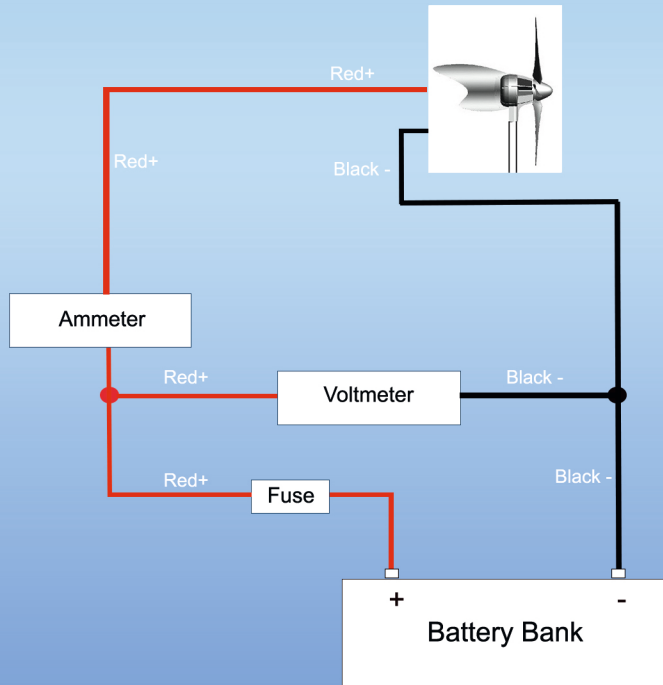 Red+
Red+
Black -
Ammeter
Red+
Voltmeter
Black -
Red+
Fuse
Black -
+
-
Battery Bank